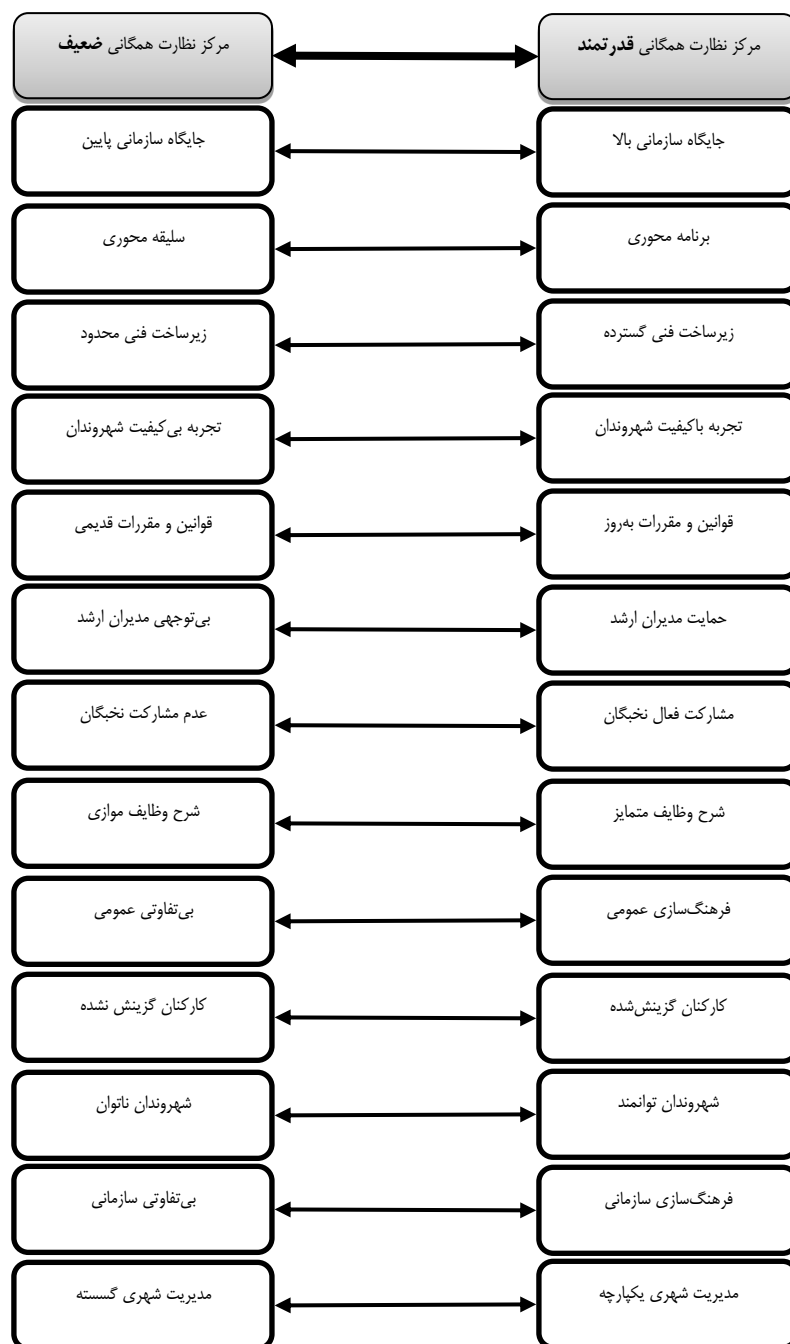 مرکز نظارت همگانی قدرتمند
مرکز نظارت همگانی ضعیف
جایگاه سازمانی بالا
جایگاه سازمانی پایین
برنامه محوری
سلیقه محوری
زیرساخت فنی گسترده
زیرساخت فنی محدود
تجربه باکیفیت شهروندان
تجربه بی‌کیفیت شهروندان
قوانین و مقررات به‌روز
قوانین و مقررات قدیمی
حمایت مدیران ارشد
بی‌توجهی مدیران ارشد
مشارکت فعال نخبگان
عدم مشارکت نخبگان
شرح وظایف متمایز
شرح وظایف موازی
فرهنگ‌سازی عمومی
بی‌تفاوتی عمومی
کارکنان گزینش‌شده
کارکنان گزینش نشده
شهروندان توانمند
شهروندان ناتوان
فرهنگ‌سازی سازمانی
بی‌تفاوتی سازمانی
مدیریت شهری یکپارچه
مدیریت شهری گسسته